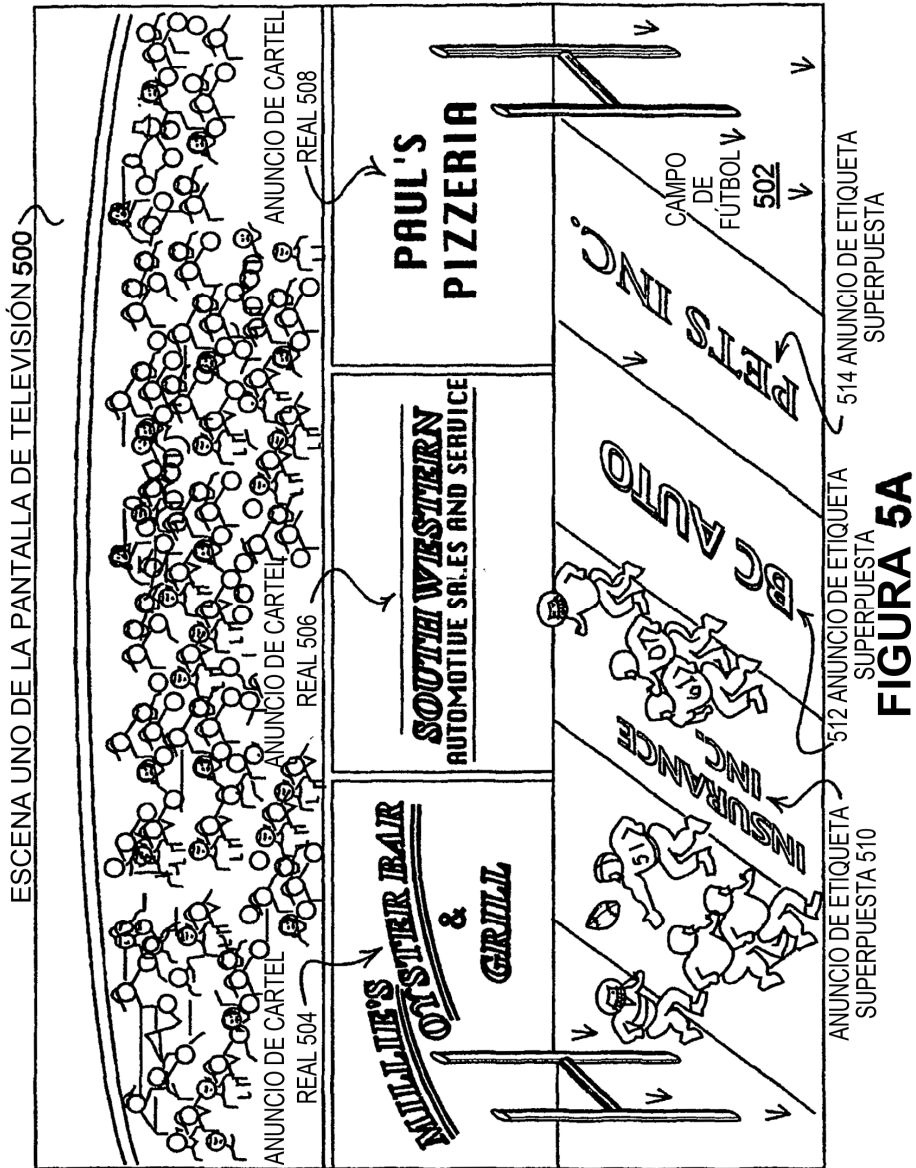 ESCENA UNO DE LA PANTALLA DE TELEVISIÓN 500
ANUNCIO DE CARTEL
REAL 504
ANUNCIO DE CARTEL
REAL 506
ANUNCIO DE CARTEL
REAL 508
MILLIE'S
OYSTER BAR
&
GRILL
SOUTH WESTERN
AUTOMOTIVE SALES AND SERVICE
PAUL'S
PIZZERIA
CAMPO
DE
FÚTBOL
502
51
INSURANCE
INC.
BC AUTO
PETS INC.
ANUNCIO DE ETIQUETA
SUPERPUESTA 510
512 ANUNCIO DE ETIQUETA
SUPERPUESTA
514 ANUNCIO DE ETIQUETA
SUPERPUESTA
FIGURA 5A